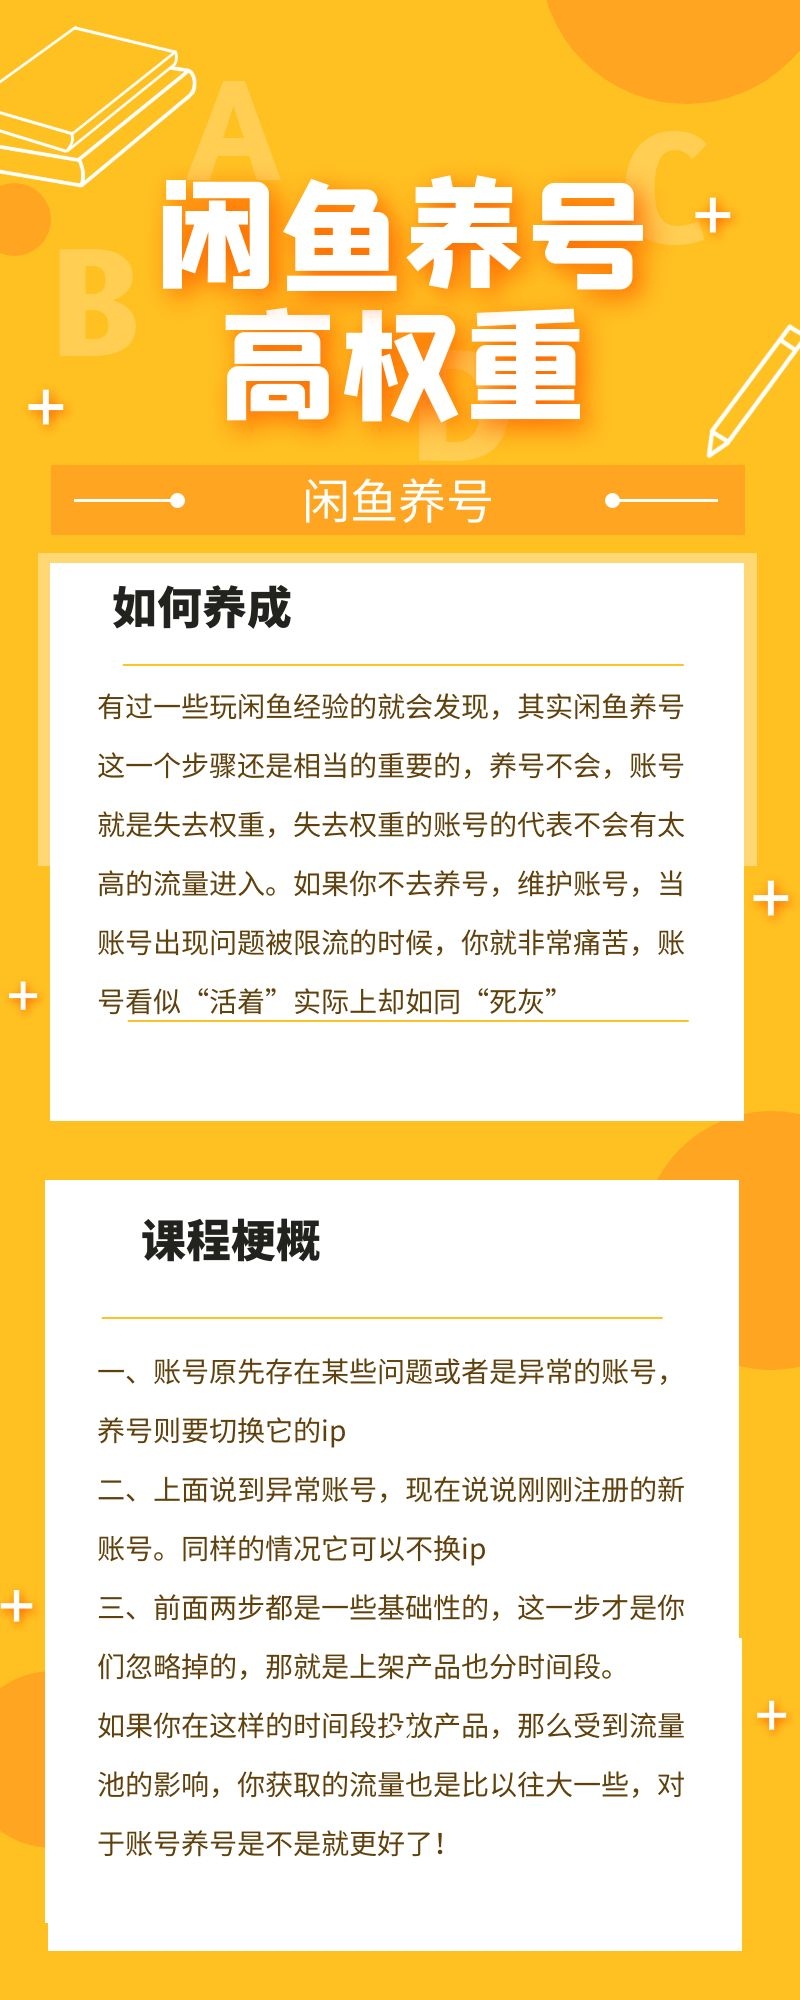 A
C
B
D
闲鱼养号
高权重
闲鱼养号
如何养成
有过一些玩闲鱼经验的就会发现，其实闲鱼养号
这一个步骤还是相当的重要的，养号不会，账号
就是失去权重，失去权重的账号的代表不会有太
高的流量进入。如果你不去养号，维护账号，当
账号出现问题被限流的时候，你就非常痛苦，账
号看似“活着”实际上却如同“死灰”
课程梗概
一、账号原先存在某些问题或者是异常的账号，
养号则要切换它的ip
二、上面说到异常账号，现在说说刚刚注册的新
账号。同样的情况它可以不换ip
三、前面两步都是一些基础性的，这一步才是你
们忽略掉的，那就是上架产品也分时间段。
如果你在这样的时间段投放产品，那么受到流量
池的影响，你获取的流量也是比以往大一些，对
于账号养号是不是就更好了！